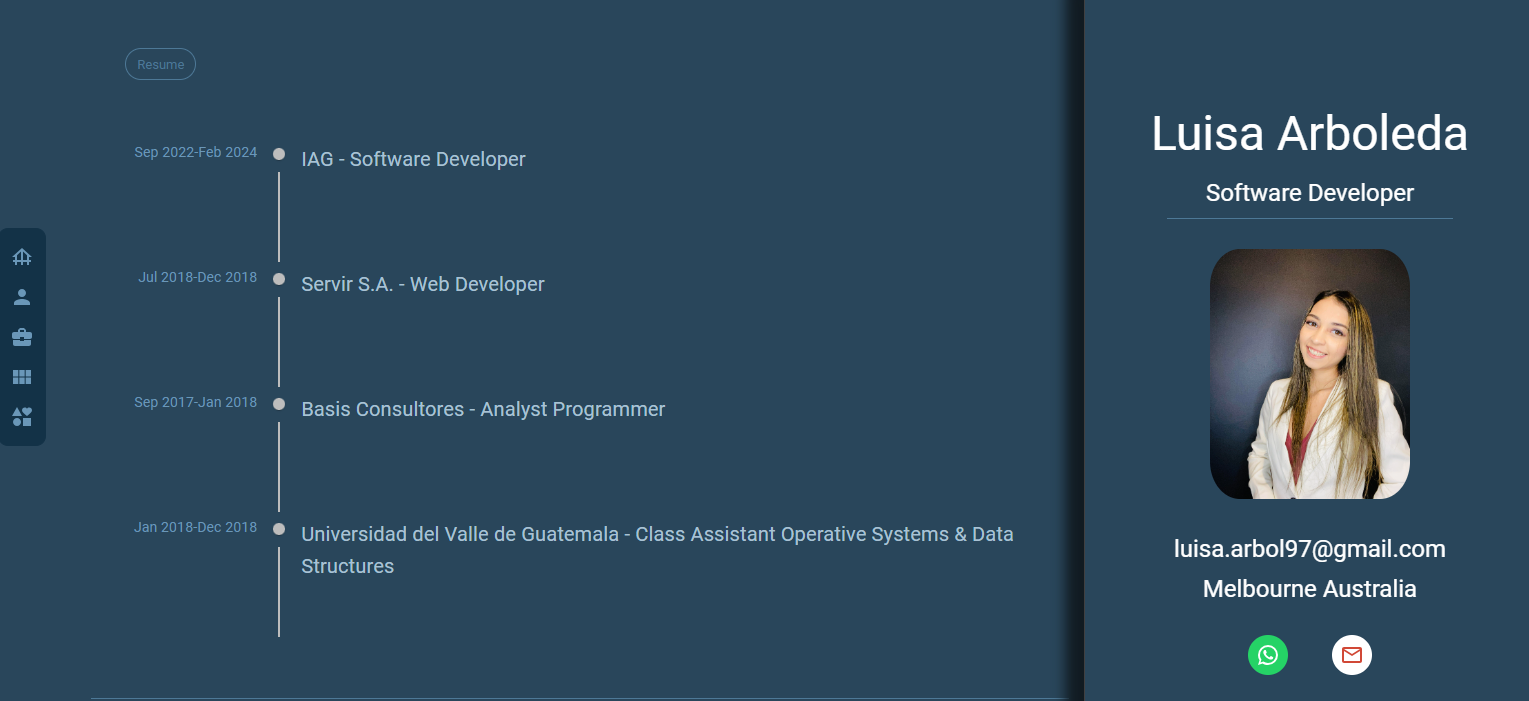 Resume
Sep 2022-Feb 2024
IAG - Software Developer
Jul 2018-Dec 2018
Servir S.A. - Web Developer
Sep 2017-Jan 2018
Basis Consultores - Analyst Programmer
Jan 2018-Dec 2018
Universidad del Valle de Guatemala - Class Assistant Operative Systems & Data
Structures
Luisa Arboleda
Software Developer
luisa.arbol97@gmail.com
Melbourne Australia